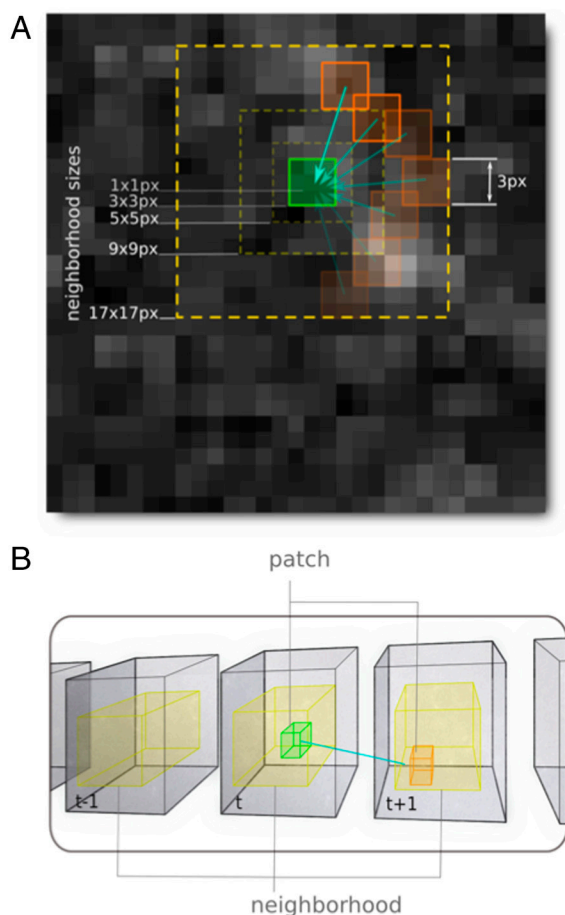 A
neighborhood sizes
1x1px
3x3px
5x5px
9x9px
17x17px
3px
B
patch
t-1
t
t+1
neighborhood